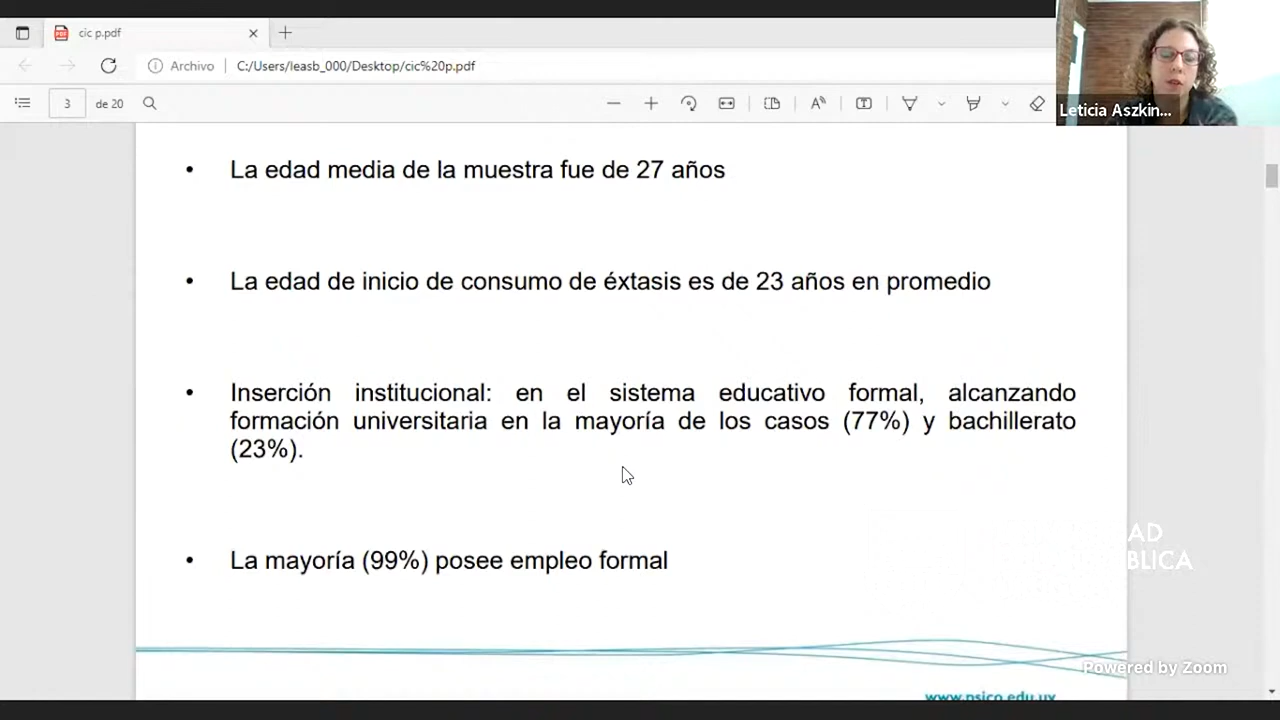 cic p.pdf
Archivo
C:/Users/leasb_000/Desktop/cic%20p.pdf
3 de 20
Leticia Aszkin...
• La edad media de la muestra fue de 27 años
• La edad de inicio de consumo de éxtasis es de 23 años en promedio
• Inserción institucional: en el sistema educativo formal, alcanzando
formación universitaria en la mayoría de los casos (77%) y bachillerato
(23%).
AD
BLICA
• La mayoría (99%) posee empleo formal
Powered by Zoom
www.psico.edu.uy